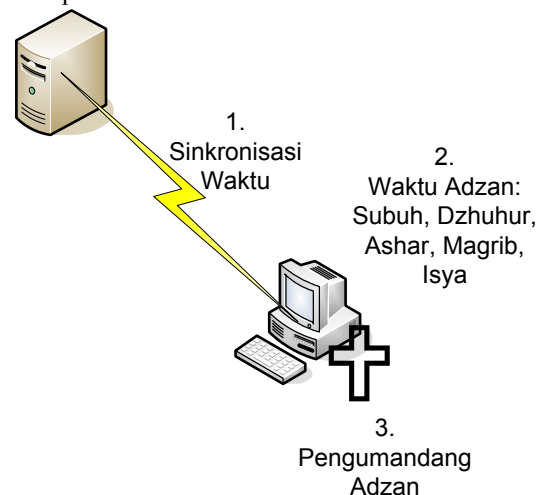 1.
Sinkronisasi
Waktu
2.
Waktu Adzan:
Subuh, Dzhuhur,
Ashar, Magrib,
Isya
3.
Pengumandang
Adzan